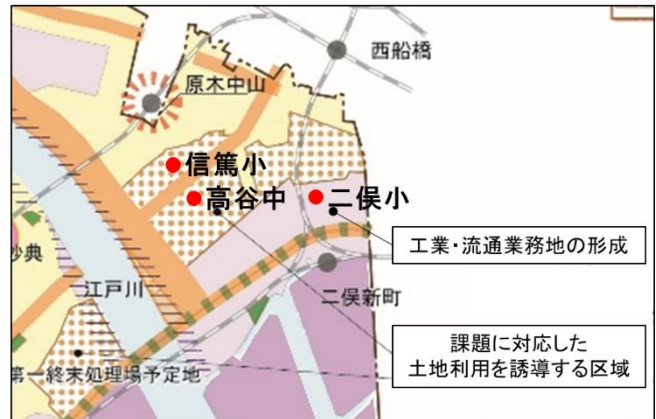 西船橋
原木中山
信篤小
高谷中
二俣小
工業・流通業務地の形成
妙典
江戸川
二俣新町
課題に対応した
土地利用を誘導する区域
第一終末処理場予定地